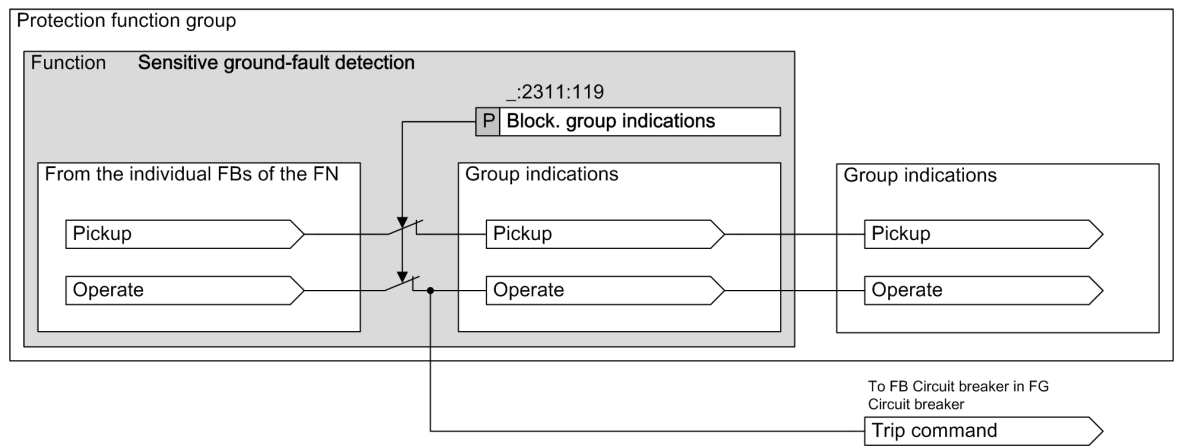 Protection function group
Function Sensitive ground-fault detection
_:2311:119
P Block. group indications
From the individual FBs of the FN
Pickup
Operate
Group indications
Pickup
Operate
Group indications
Pickup
Operate
To FB Circuit breaker in FG
Circuit breaker
Trip command